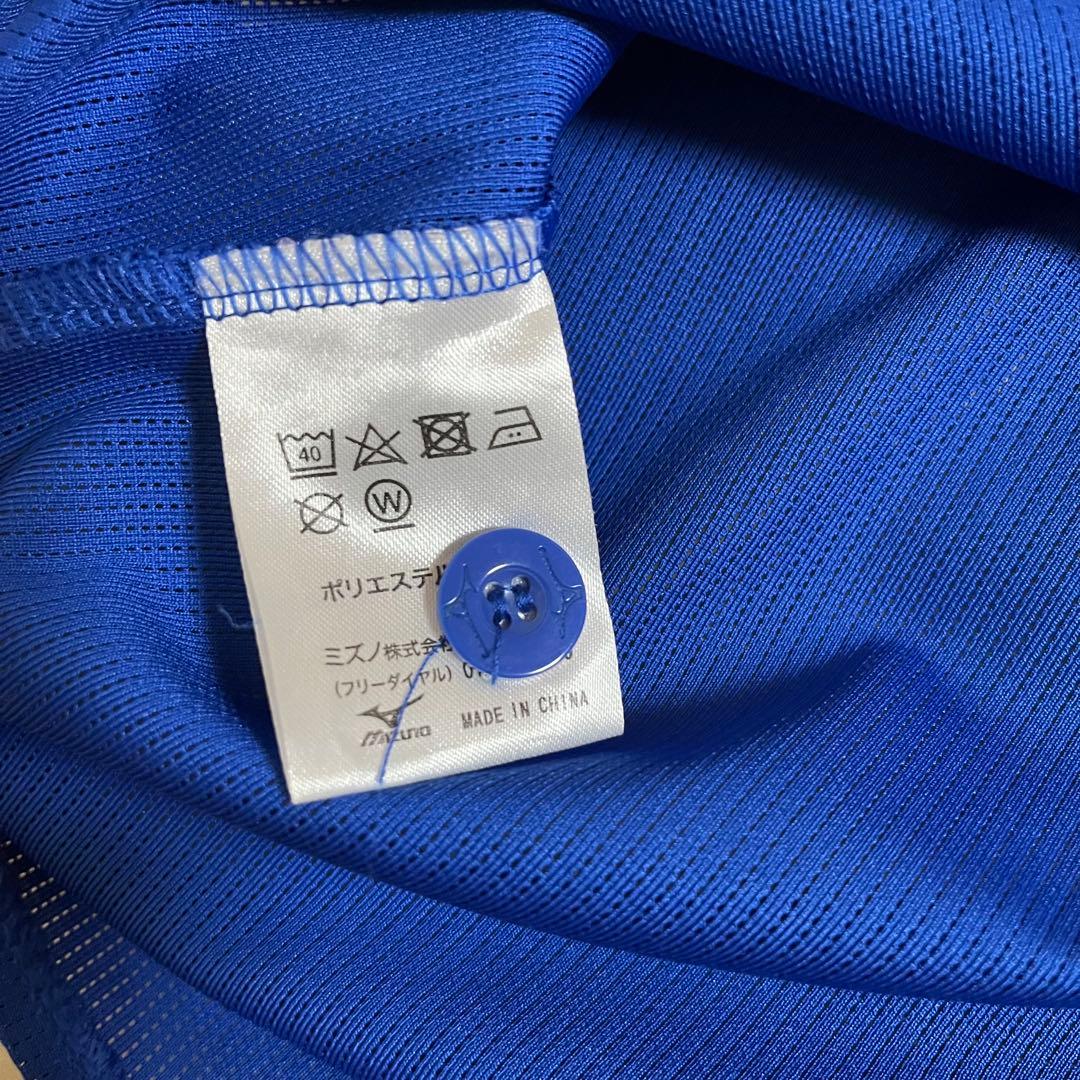 40
W
ポリエステル
ミズノ株式会
(フリーダイヤル) 0
Mizuno MADE IN CHINA